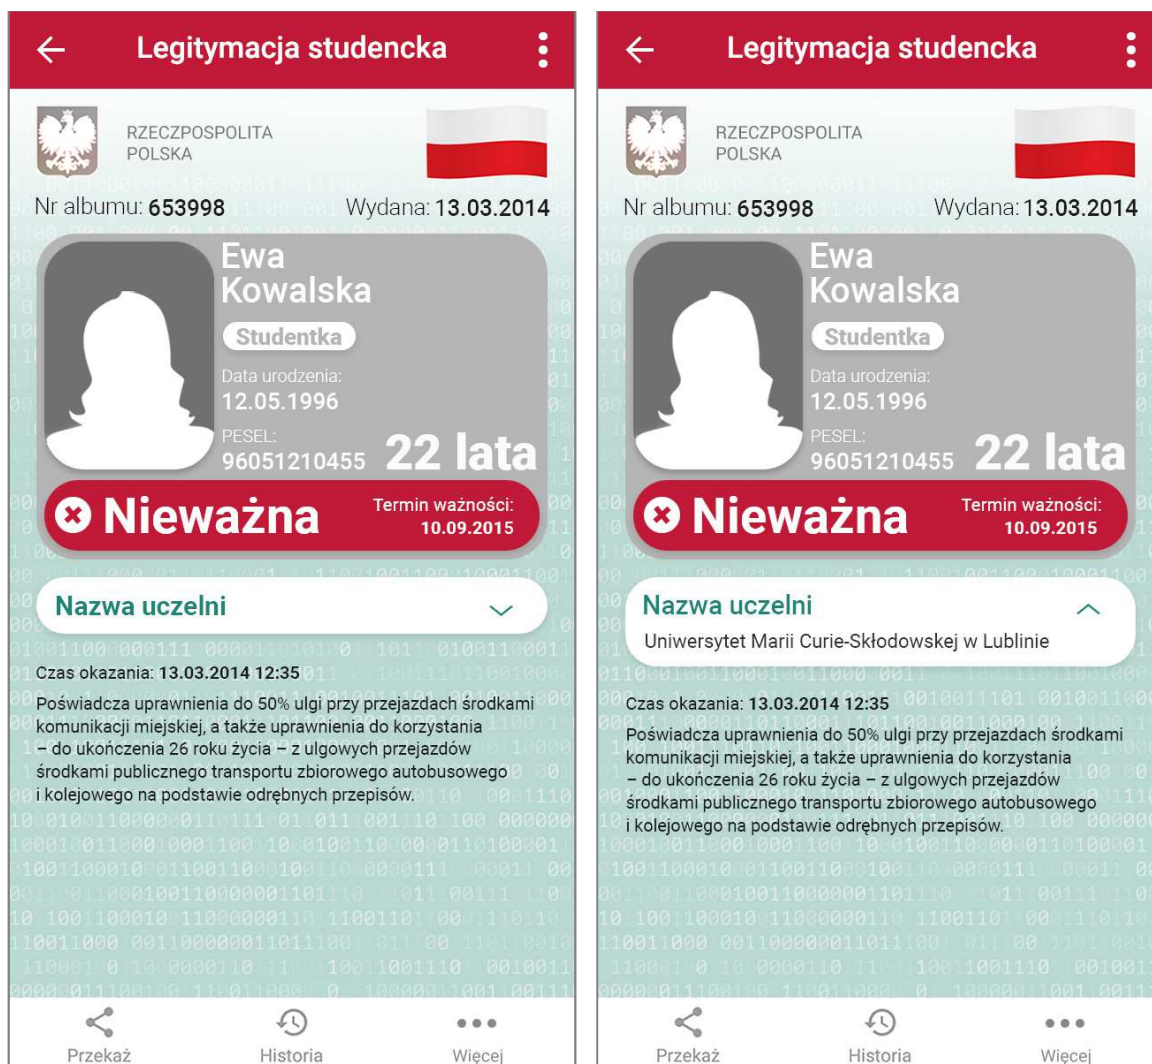 Legitymacja studencka
RZECZPOSPOLITA
POLSKA
Nr albumu: 653998 Wydana: 13.03.2014
Ewa
Kowalska
Studentka
Data urodzenia:
12.05.1996
PESEL:
96051210455 22 lata
Nieważna
Termin ważności:
10.09.2015
Nazwa uczelni
Czas okazania: 13.03.2014 12:35
Poświadcza uprawnienia do 50% ulgi przy przejazdach środkami
komunikacji miejskiej, a także uprawnienia do korzystania
– do ukończenia 26 roku życia – z ulgowych przejazdów
środkami publicznego transportu zbiorowego autobusowego
i kolejowego na podstawie odrębnych przepisów.
Przekaż Historia Więcej
Legitymacja studencka
RZECZPOSPOLITA
POLSKA
Nr albumu: 653998 Wydana: 13.03.2014
Ewa
Kowalska
Studentka
Data urodzenia:
12.05.1996
PESEL:
96051210455 22 lata
Nieważna
Termin ważności:
10.09.2015
Nazwa uczelni
Uniwersytet Marii Curie-Skłodowskej w Lublinie
Czas okazania: 13.03.2014 12:35
Poświadcza uprawnienia do 50% ulgi przy przejazdach środkami
komunikacji miejskiej, a także uprawnienia do korzystania
– do ukończenia 26 roku życia – z ulgowych przejazdów
środkami publicznego transportu zbiorowego autobusowego
i kolejowego na podstawie odrębnych przepisów.
Przekaż Historia Więcej